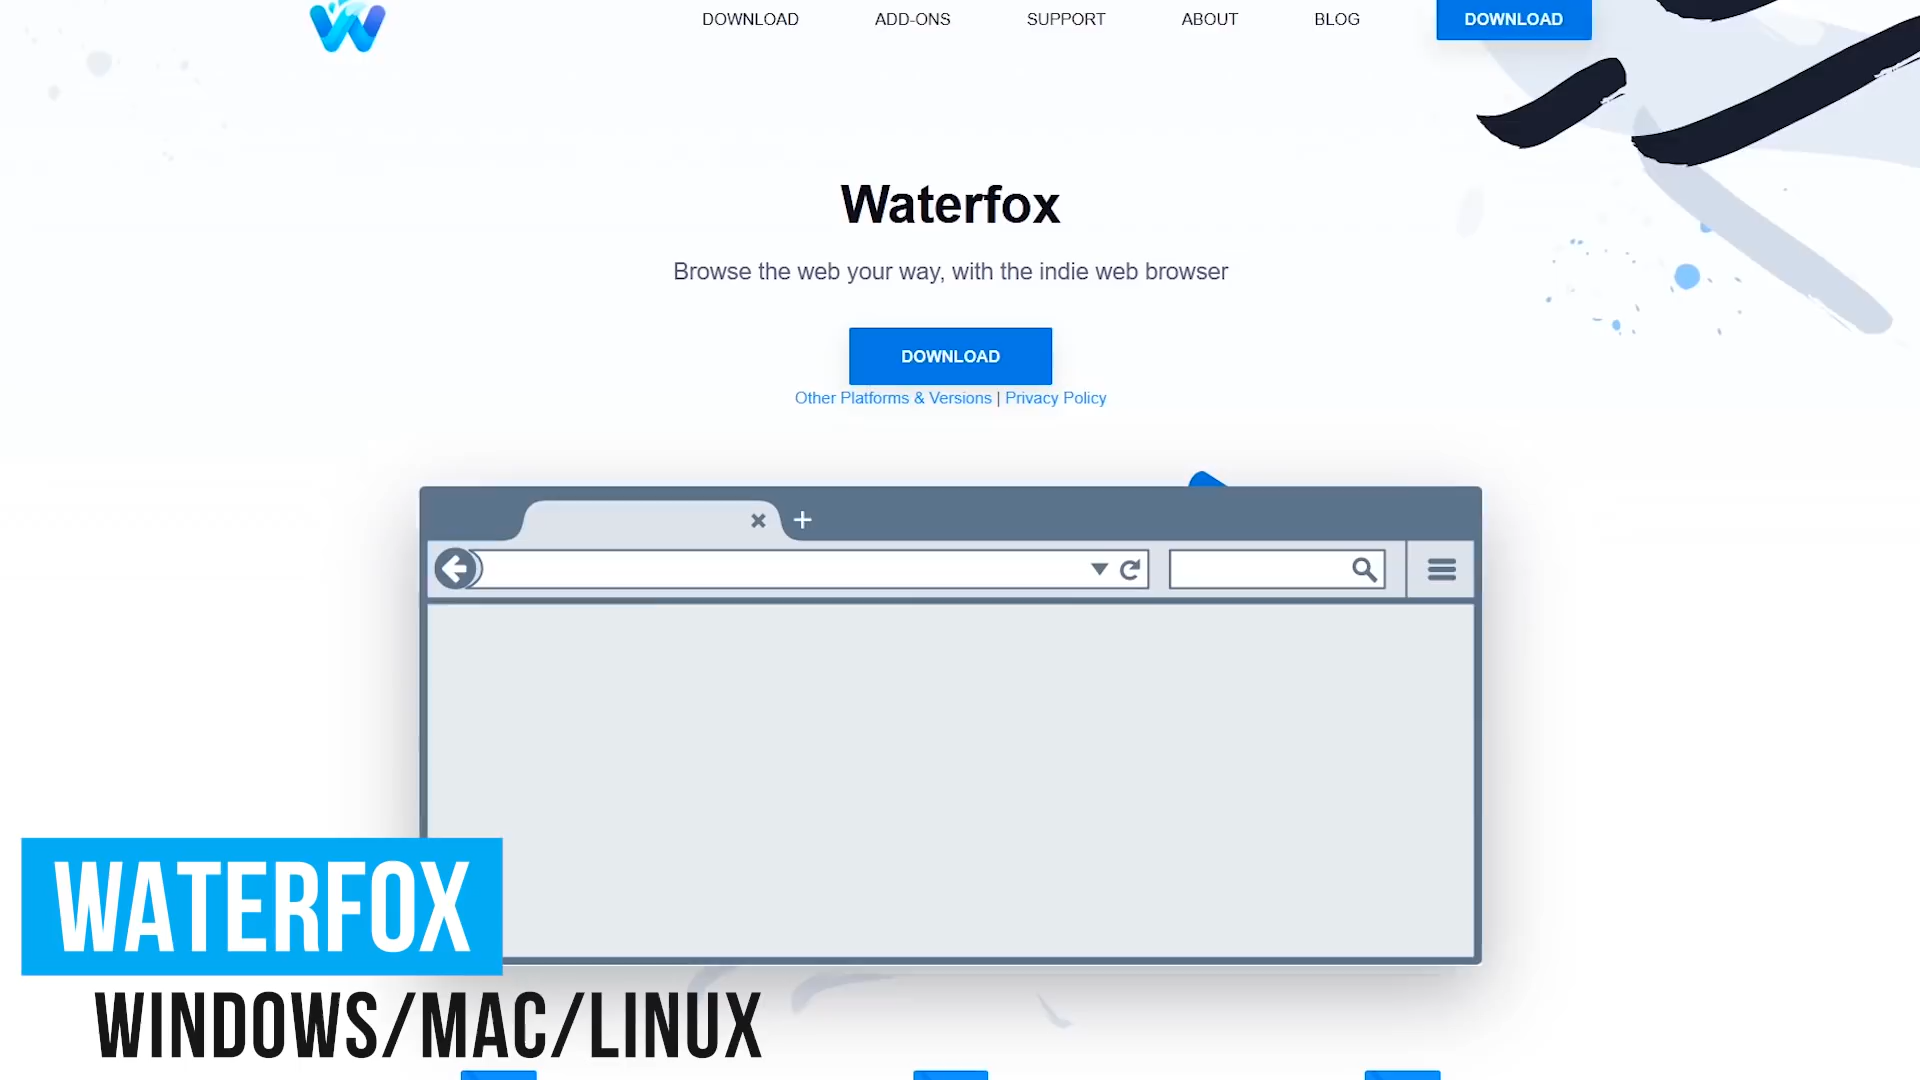 DOWNLOAD ADD-ONS SUPPORT ABOUT BLOG DOWNLOAD
Waterfox
Browse the web your way, with the indie web browser
DOWNLOAD
Other Platforms & Versions | Privacy Policy
WATERFOX
WINDOWS/MAC/LINUX